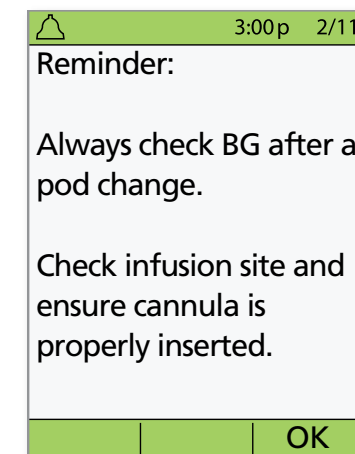 3:00 p 2/11
Reminder:
Always check BG after a
pod change.
Check infusion site and
ensure cannula is
properly inserted.
OK